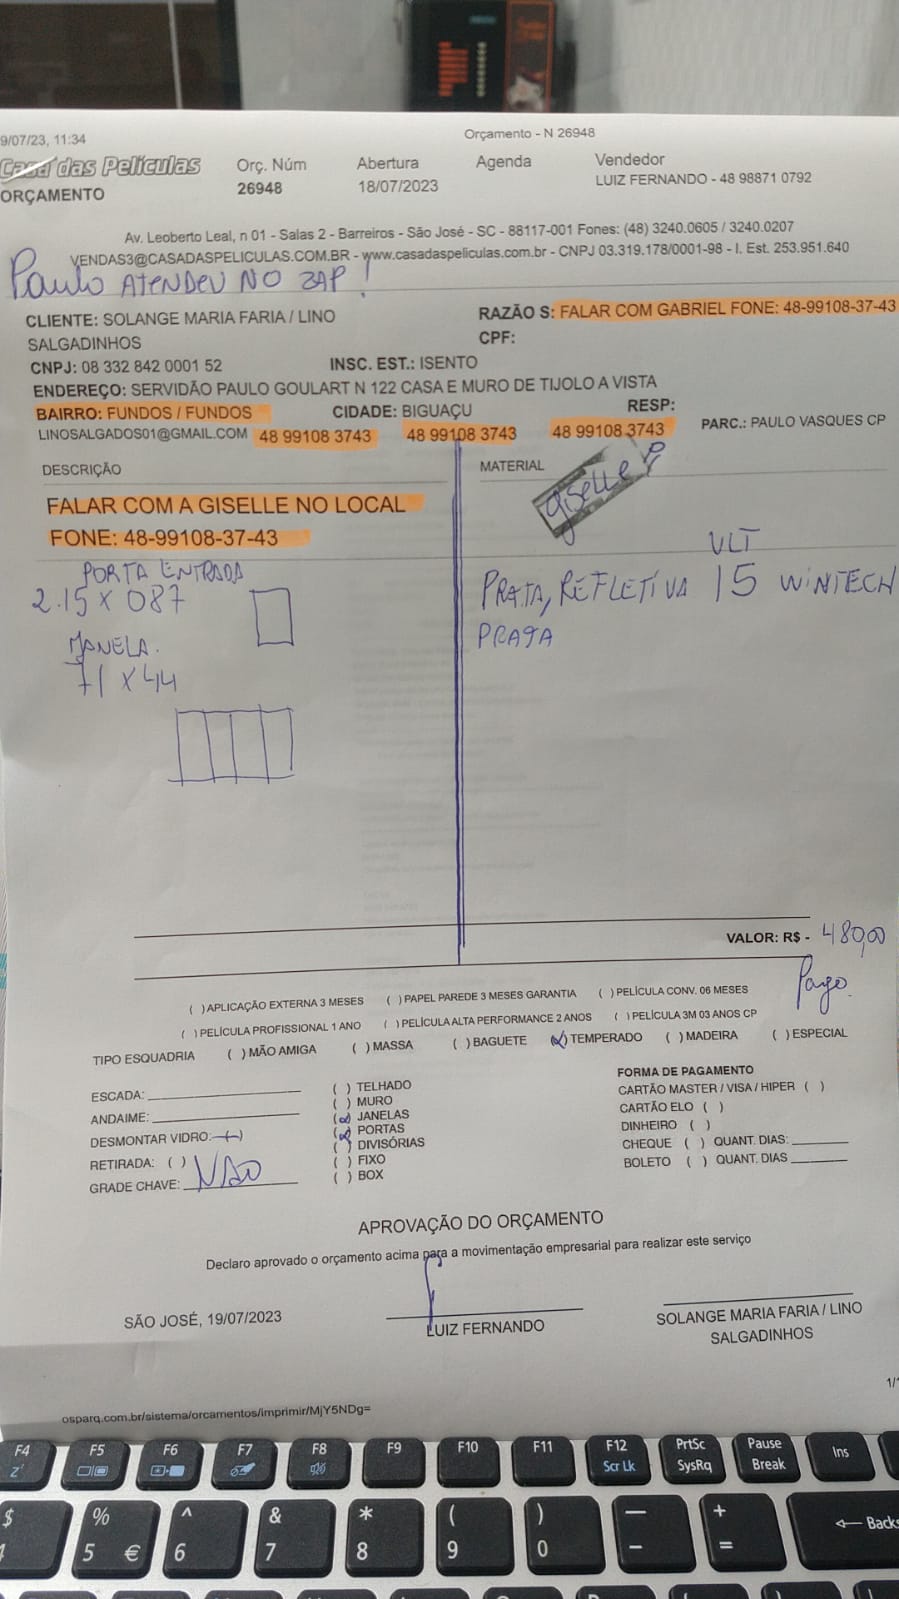 9/07/23, 11:34
Orçamento - N 26948
Casa das Películas
ORÇAMENTO
Orç. Núm
26948
Abertura
18/07/2023
Agenda
Vendedor
LUIZ FERNANDO - 48 98871 0792
Av. Leoberto Leal, n 01 - Salas 2 - Barreiros - São José - SC - 88117-001 Fones: (48) 3240.0605 / 3240.0207
VENDAS3@CASADASPELICULAS.COM.BR - www.casadaspeliculas.com.br - CNPJ 03.319.178/0001-98 - I. Est. 253.951.640
Paulo ATENDEU NO ZAP!
CLIENTE: SOLANGE MARIA FARIA / LINO
SALGADINHOS
RAZÃO S: FALAR COM GABRIEL FONE: 48-99108-37-43
CPF:
CNPJ: 08 332 842 0001 52
INSC. EST.: ISENTO
ENDEREÇO: SERVIDÃO PAULO GOULART N 122 CASA E MURO DE TIJOLO A VISTA
BAIRRO: FUNDOS / FUNDOS
CIDADE: BIGUAÇU
RESP:
LINOSALGADOS01@GMAIL.COM 48 99108 3743 48 99108 3743 48 99108 3743
PARC.: PAULO VASQUES CP
DESCRIÇÃO
MATERIAL
giselle
FALAR COM A GISELLE NO LOCAL
FONE: 48-99108-37-43
PORTA ENTRADA
2.15 x 087
JANELA.
71 x 44
VLT
PRATA, REFLETIVA 15 WINTECH
PRATA
VALOR: R$ - 480,00
Pago.
( ) APLICAÇÃO EXTERNA 3 MESES ( ) PAPEL PAREDE 3 MESES GARANTIA ( ) PELÍCULA CONV. 06 MESES
( ) PELÍCULA PROFISSIONAL 1 ANO ( ) PELÍCULA ALTA PERFORMANCE 2 ANOS ( ) PELÍCULA 3M 03 ANOS CP
TIPO ESQUADRIA ( ) MÃO AMIGA ( ) MASSA ( ) BAGUETE (x) TEMPERADO ( ) MADEIRA ( ) ESPECIAL
ESCADA:
ANDAIME:
DESMONTAR VIDRO: ( )
RETIRADA: ( )
GRADE CHAVE: NÃO
( ) TELHADO
( ) MURO
(x) JANELAS
(x) PORTAS
( ) DIVISÓRIAS
( ) FIXO
( ) BOX
FORMA DE PAGAMENTO
CARTÃO MASTER / VISA / HIPER ( )
CARTÃO ELO ( )
DINHEIRO ( )
CHEQUE ( ) QUANT. DIAS:
BOLETO ( ) QUANT. DIAS
APROVAÇÃO DO ORÇAMENTO
Declaro aprovado o orçamento acima para a movimentação empresarial para realizar este serviço
SÃO JOSÉ, 19/07/2023
LUIZ FERNANDO
SOLANGE MARIA FARIA / LINO
SALGADINHOS
1/1
osparq.com.br/sistema/orcamentos/imprimir/MjY5NDg=
F4 F5 F6 F7 F8 F9 F10 F11 F12 PrtSc Pause Ins
Scr Lk SysRq Break
$ % ^ & * ( ) — +
5 € 6 7 8 9 0 - = ← Backs